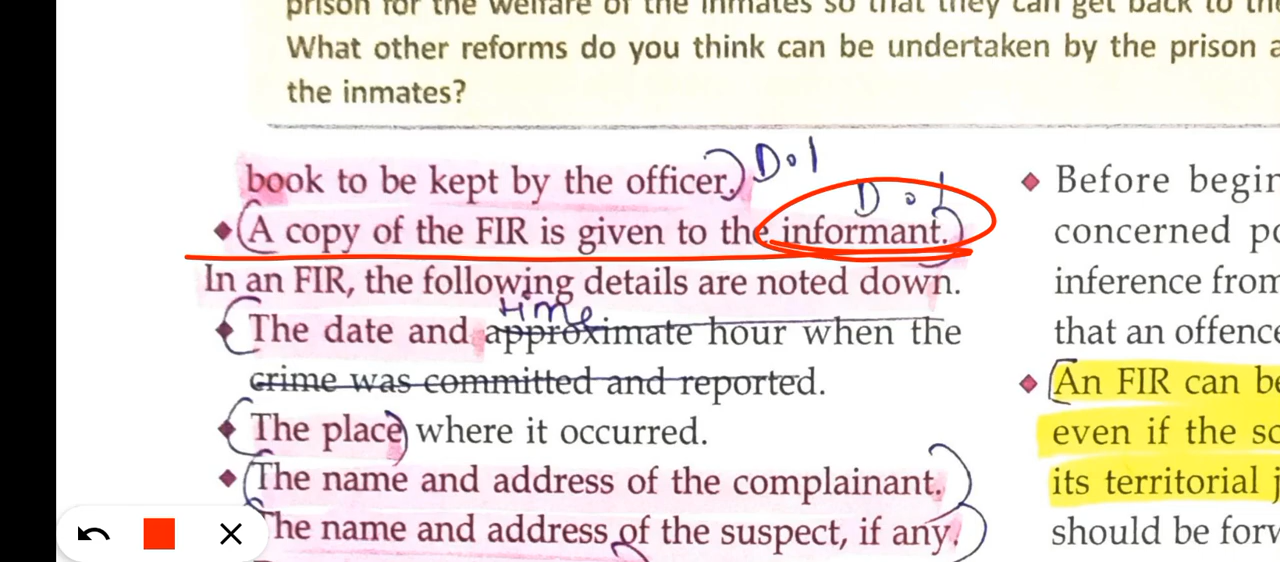 prison for the welfare of the inmates so that they can get back to the
What other reforms do you think can be undertaken by the prison a
the inmates?
book to be kept by the officer.
A copy of the FIR is given to the informant.
In an FIR, the following details are noted down.
time
The date and approximate hour when the
crime was committed and reported.
The place where it occurred.
The name and address of the complainant.
The name and address of the suspect, if any.
Before begin
concerned po
inference from
that an offence
An FIR can be
even if the sc
its territorial j
should be forw